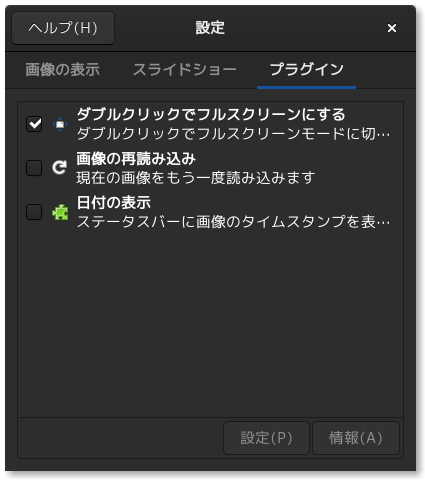 ヘルプ(H)
設定
画像の表示
スライドショー
プラグイン
ダブルクリックでフルスクリーンにする
ダブルクリックでフルスクリーンモードに切…
画像の再読み込み
現在の画像をもう一度読み込みます
日付の表示
ステータスバーに画像のタイムスタンプを表…
設定(P)
情報(A)